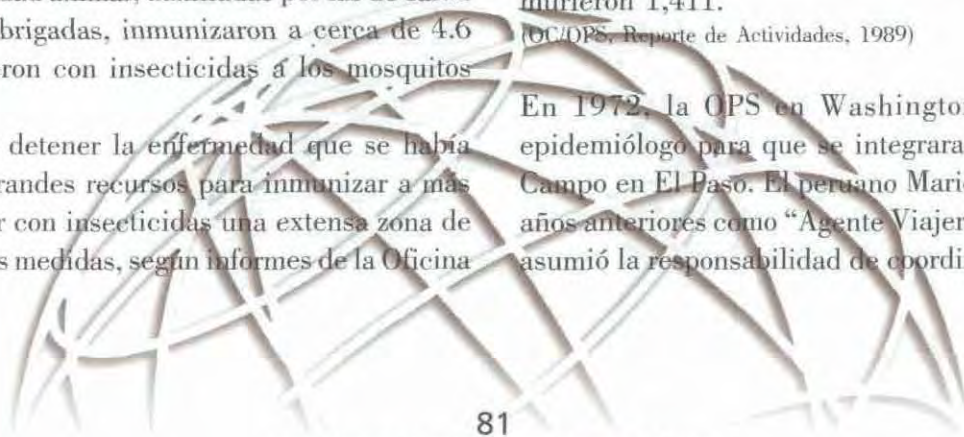 brigadas, inmunizaron a cerca de 4.6
eron con insecticidas a los mosquitos
detener la enfermedad que se había
randes recursos para inmunizar a más
r con insecticidas una extensa zona de
s medidas, según informes de la Oficina
murieron 1,411.
(OC/OPS, Reporte de Actividades, 1989)
En 1972, la OPS en Washington
epidemiólogo para que se integrara
Campo en El Paso. El peruano Mario
años anteriores como "Agente Viajer
asumió la responsabilidad de coordi
81